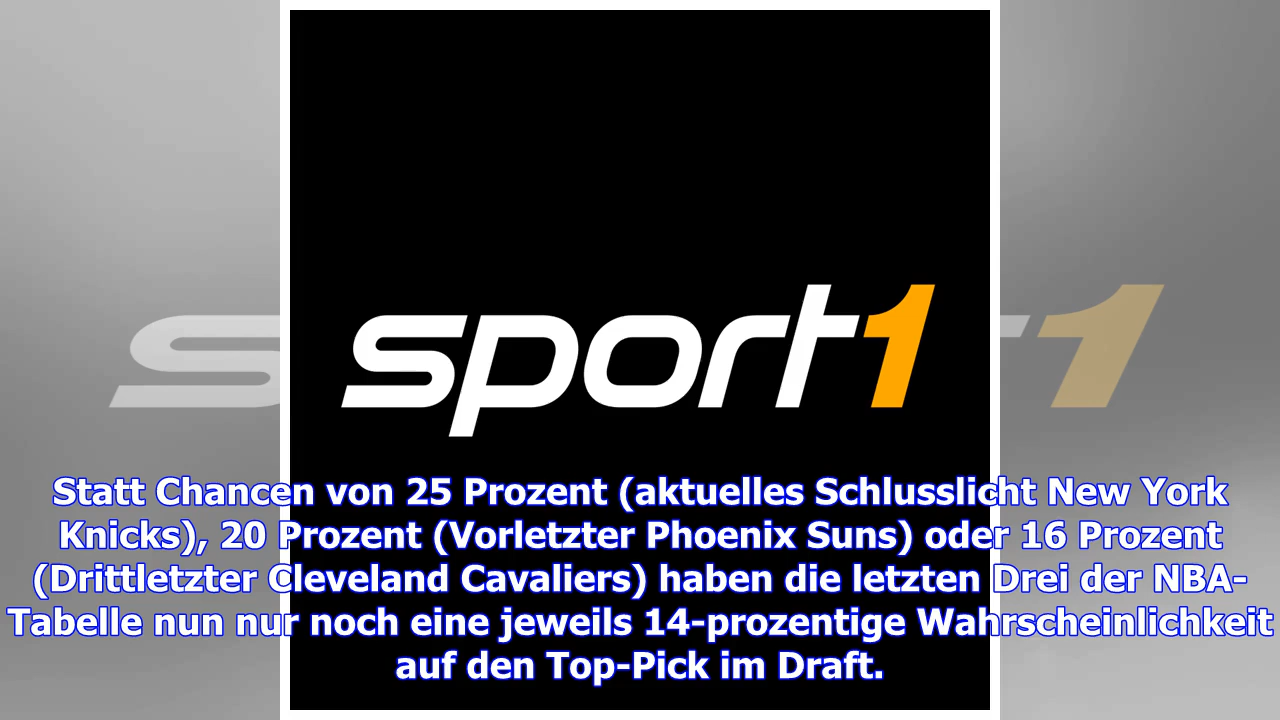 sport1
Statt Chancen von 25 Prozent (aktuelles Schlusslicht New York
Knicks), 20 Prozent (Vorletzter Phoenix Suns) oder 16 Prozent
(Drittletzter Cleveland Cavaliers) haben die letzten Drei der NBA-
Tabelle nun nur noch eine jeweils 14-prozentige Wahrscheinlichkeit
auf den Top-Pick im Draft.